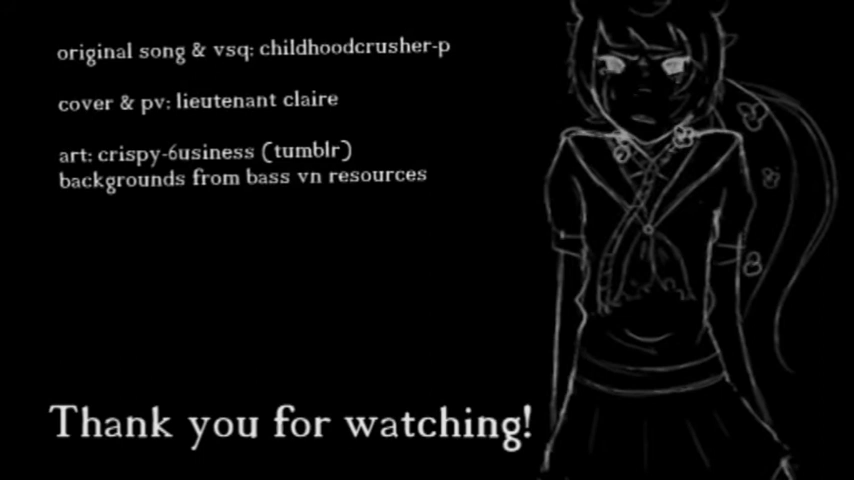 original song & vsq: childhoodcrusher-p
cover & pv: lieutenant claire
art: crispy-6usiness (tumblr)
backgrounds from bass vn resources
Thank you for watching!